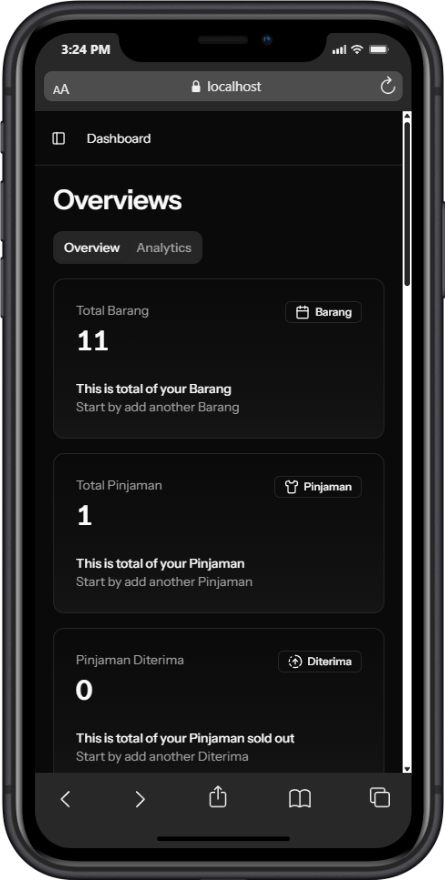 3:24 PM
AA localhost
Dashboard
Overviews
Overview Analytics
Total Barang
Barang
11
This is total of your Barang
Start by add another Barang
Total Pinjaman
Pinjaman
1
This is total of your Pinjaman
Start by add another Pinjaman
Pinjaman Diterima
Diterima
0
This is total of your Pinjaman sold out
Start by add another Diterima